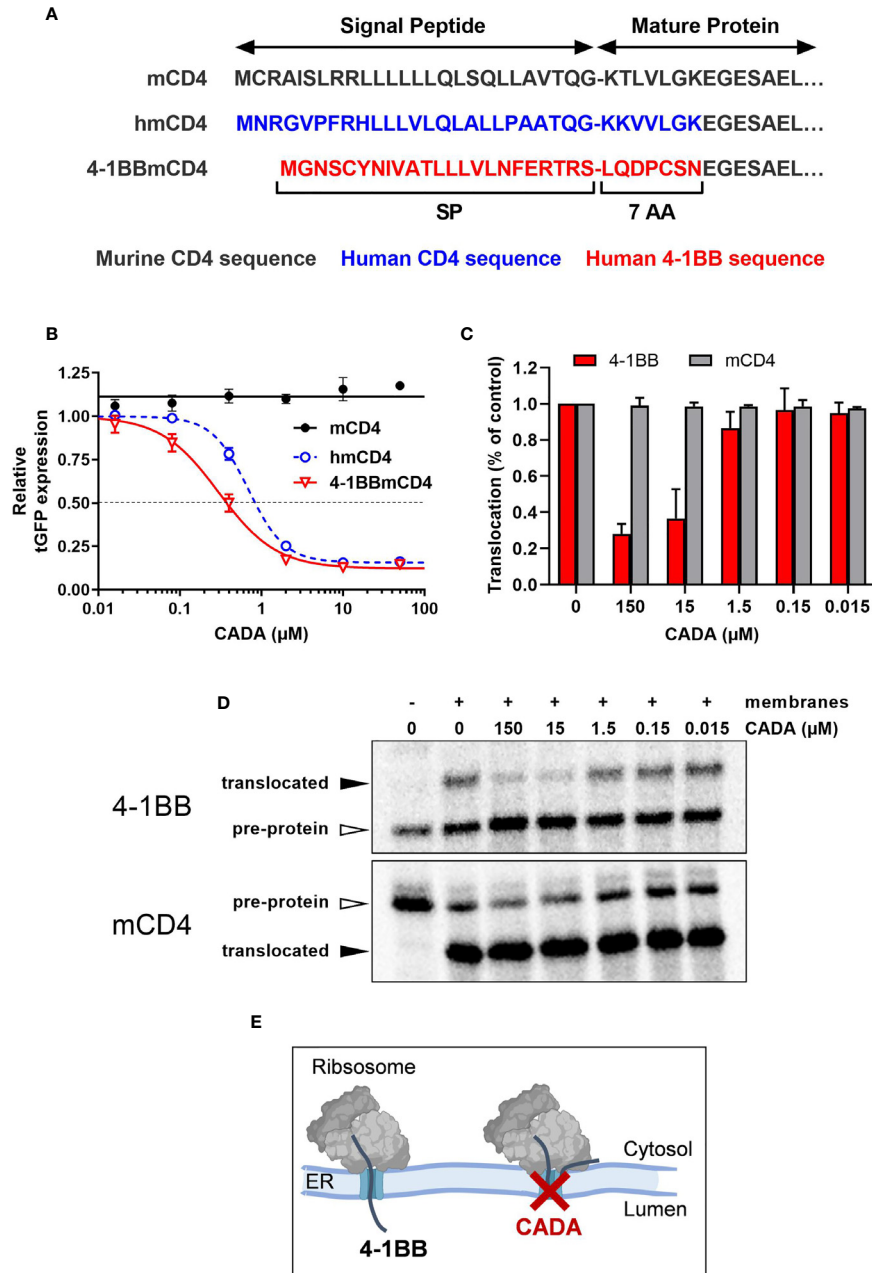 A
Signal Peptide Mature Protein
mCD4 MCRAISLRRLLLLLLQLSQLLAVTQG-KTLVLGKEGESAEL...
hmCD4 MNRGVPFRHLLLVLQLALLPAATQG-KKVVLGKEGESAEL...
4-1BBmCD4 MGNSCYNIVATLLLVLNFERTRS-LQDPCSNEGESAEL...
SP 7 AA
Murine CD4 sequence Human CD4 sequence Human 4-1BB sequence
B
Relative
tGFP expression
1.25
1.00
0.75
0.50
0.25
0.00
mCD4
hmCD4
4-1BBmCD4
0.01 0.1 1 10 100
CADA (μM)
C
4-1BB mCD4
Translocation (% of control)
1.2
1.0
0.8
0.6
0.4
0.2
0.0
0 150 15 1.5 0.15 0.015
CADA (μM)
D
- + + + + + + membranes
0 0 150 15 1.5 0.15 0.015 CADA (μM)
4-1BB
translocated
pre-protein
mCD4
pre-protein
translocated
E
Ribsosome
Cytosol
ER
Lumen
CADA
4-1BB